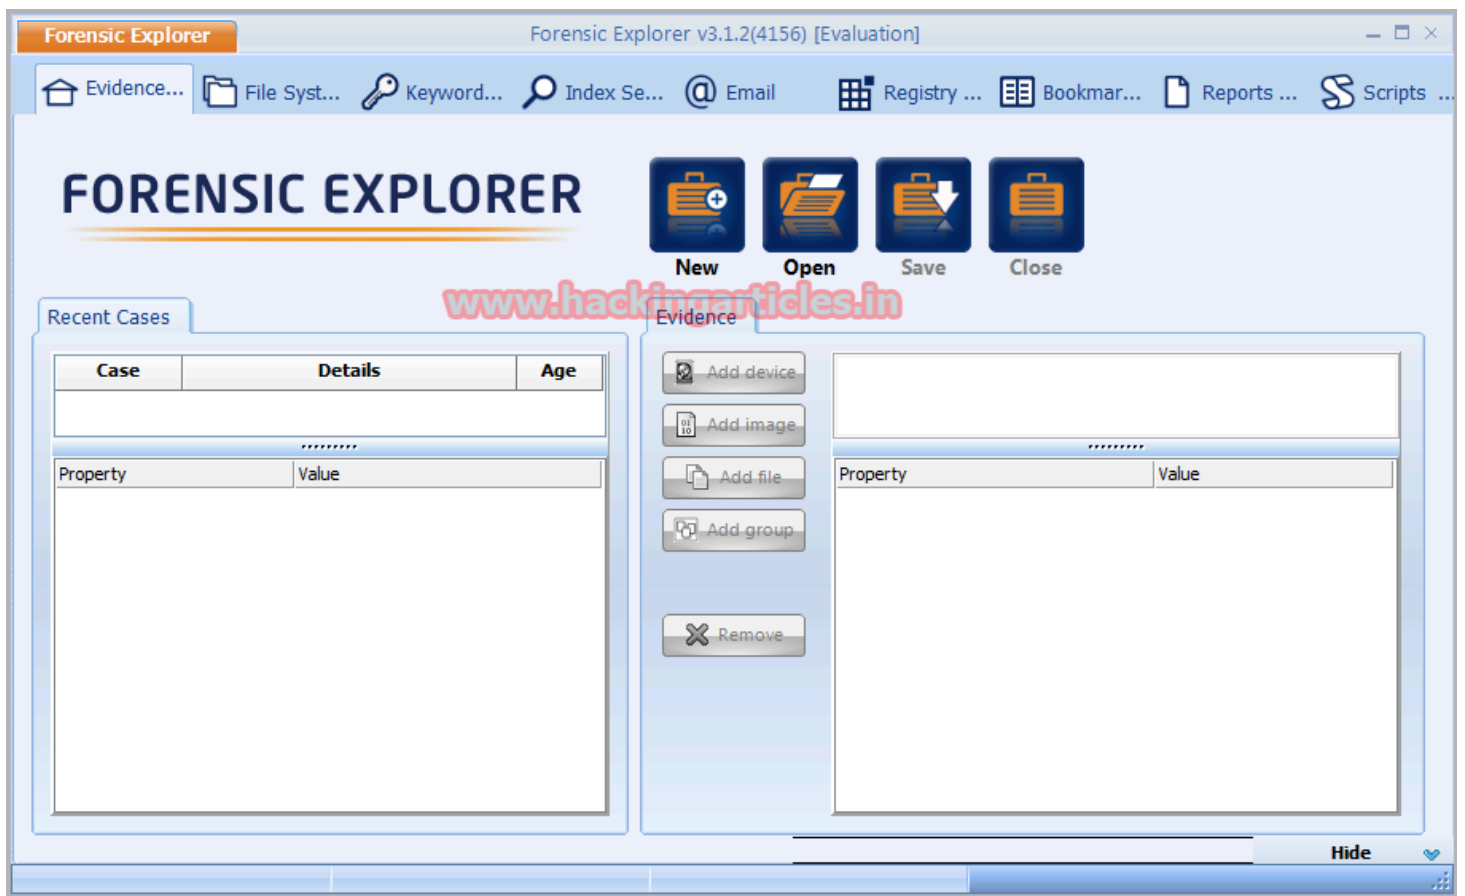 Forensic Explorer
Forensic Explorer v3.1.2(4156) [Evaluation]
Evidence... File Syst... Keyword... Index Se... Email Registry ... Bookmar... Reports ... Scripts ...
FORENSIC EXPLORER
New Open Save Close
www.hackingarticles.in
Recent Cases
Case Details Age
Property Value
Evidence
Add device
Add image
Add file
Add group
Remove
Property Value
Hide